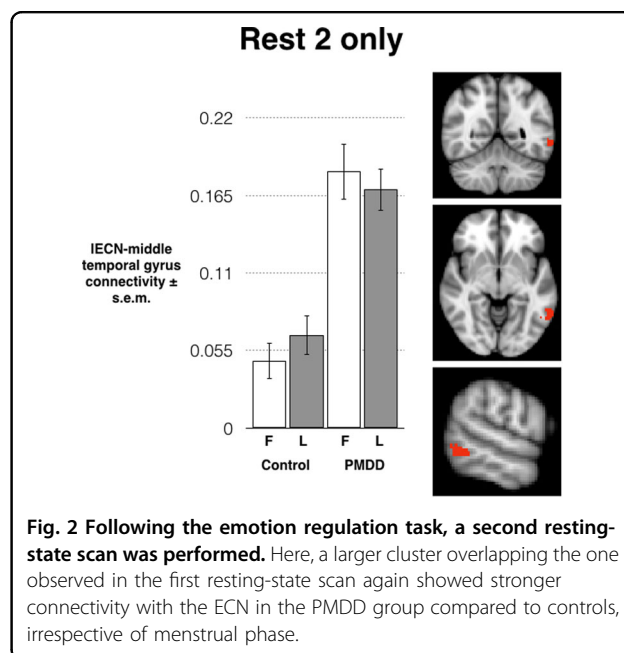 Rest 2 only
0.22
0.165
0.11
0.055
0
lECN-middle
temporal gyrus
connectivity ±
s.e.m.
F L F L
Control PMDD
Fig. 2 Following the emotion regulation task, a second resting-
state scan was performed. Here, a larger cluster overlapping the one
observed in the first resting-state scan again showed stronger
connectivity with the ECN in the PMDD group compared to controls,
irrespective of menstrual phase.